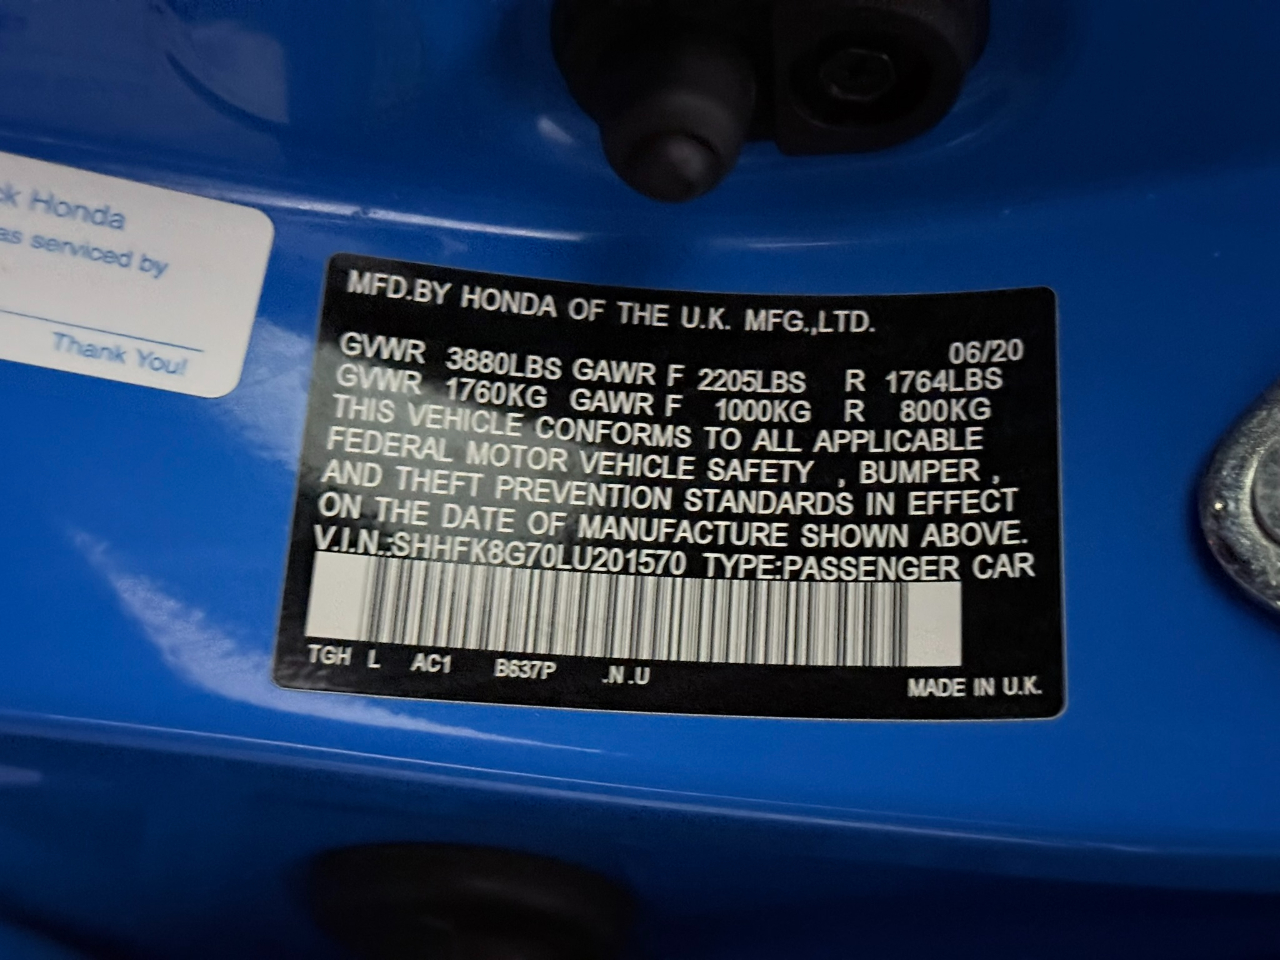 ck Honda
as serviced by
Thank You!
MFD.BY HONDA OF THE U.K. MFG.,LTD.
06/20
GVWR 3880LBS GAWR F 2205LBS R 1764LBS
GVWR 1760KG GAWR F 1000KG R 800KG
THIS VEHICLE CONFORMS TO ALL APPLICABLE
FEDERAL MOTOR VEHICLE SAFETY , BUMPER ,
AND THEFT PREVENTION STANDARDS IN EFFECT
ON THE DATE OF MANUFACTURE SHOWN ABOVE.
V.I.N.:SHHFK8G70LU201570 TYPE:PASSENGER CAR
TGH L AC1 B637P .N .U
MADE IN U.K.